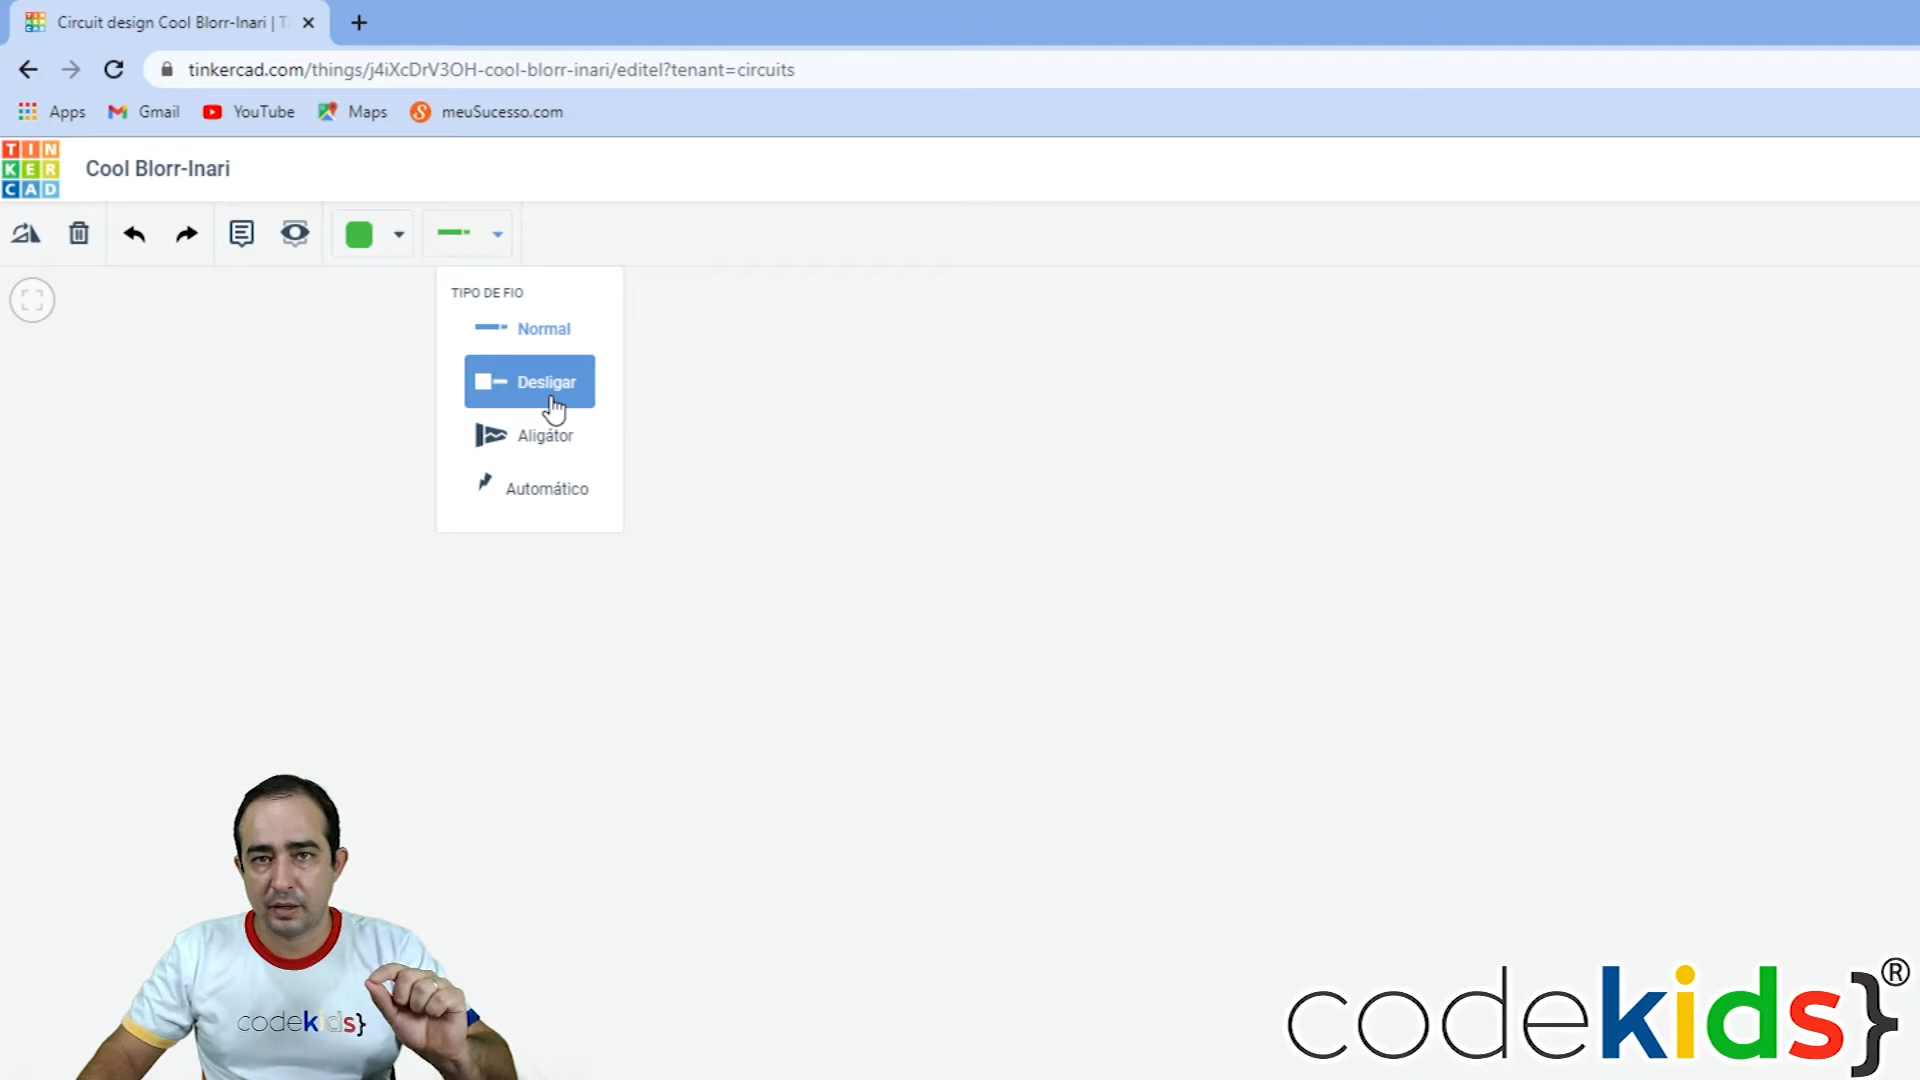 Circuit design Cool Blorr-Inari | T
tinkercad.com/things/j4iXcDrV3OH-cool-blorr-inari/editel?tenant=circuits
Apps Gmail YouTube Maps meuSucesso.com
TIN
KER
CAD
Cool Blorr-Inari
TIPO DE FIO
Normal
Desligar
Aligátor
Automático
codekids}
codekids}®